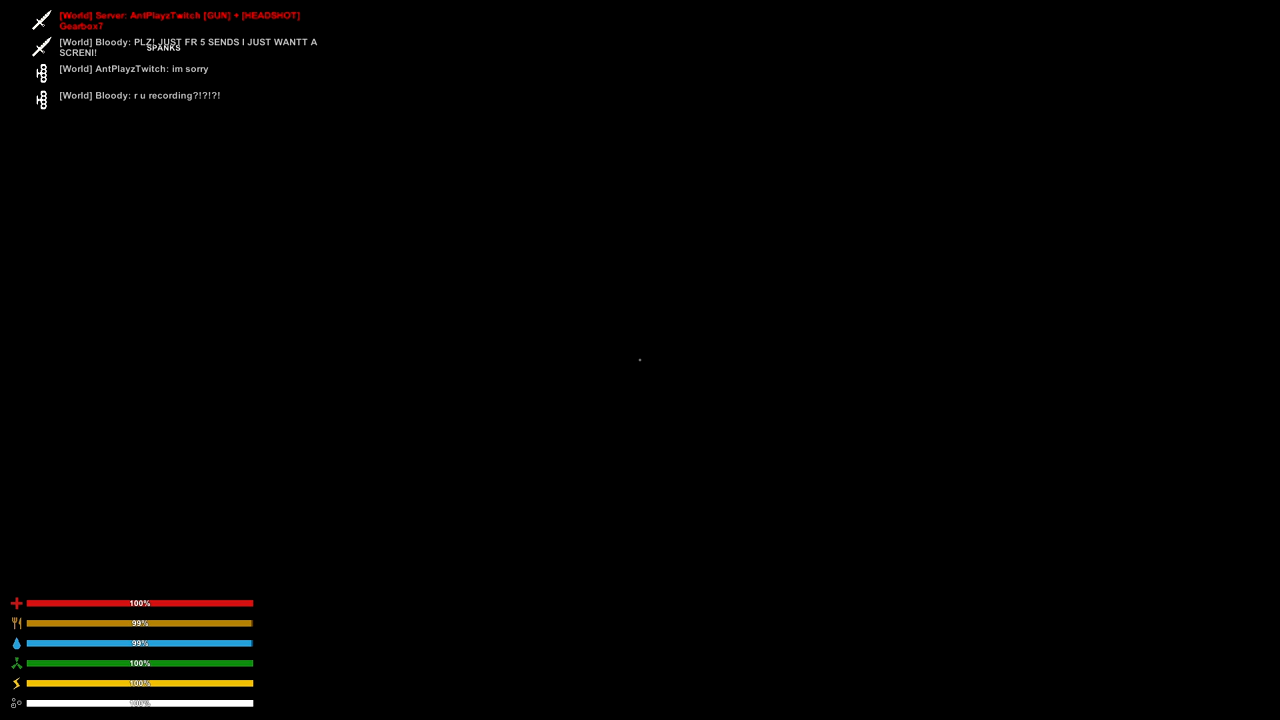 [World] Server: AntPlayzTwitch [GUN] + [HEADSHOT]
Gearbox7
[World] Bloody: PLZ! JUST FR 5 SENDS I JUST WANTT A
SPANKS
SCREN!!
[World] AntPlayzTwitch: im sorry
[World] Bloody: r u recording?!?!?!
100%
99%
99%
100%
100%
100%